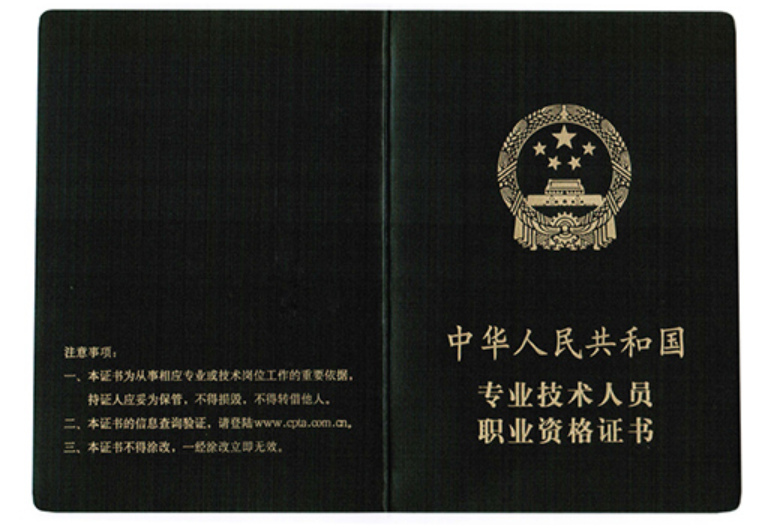 注意事项：
一、本证书为从事相应专业或技术岗位工作的重要依据，
持证人应妥为保管，不得损毁，不得转借他人。
二、本证书的信息查询验证，请登陆www.cpta.com.cn。
三、本证书不得涂改，一经涂改立即无效。
中华人民共和国
专业技术人员
职业资格证书